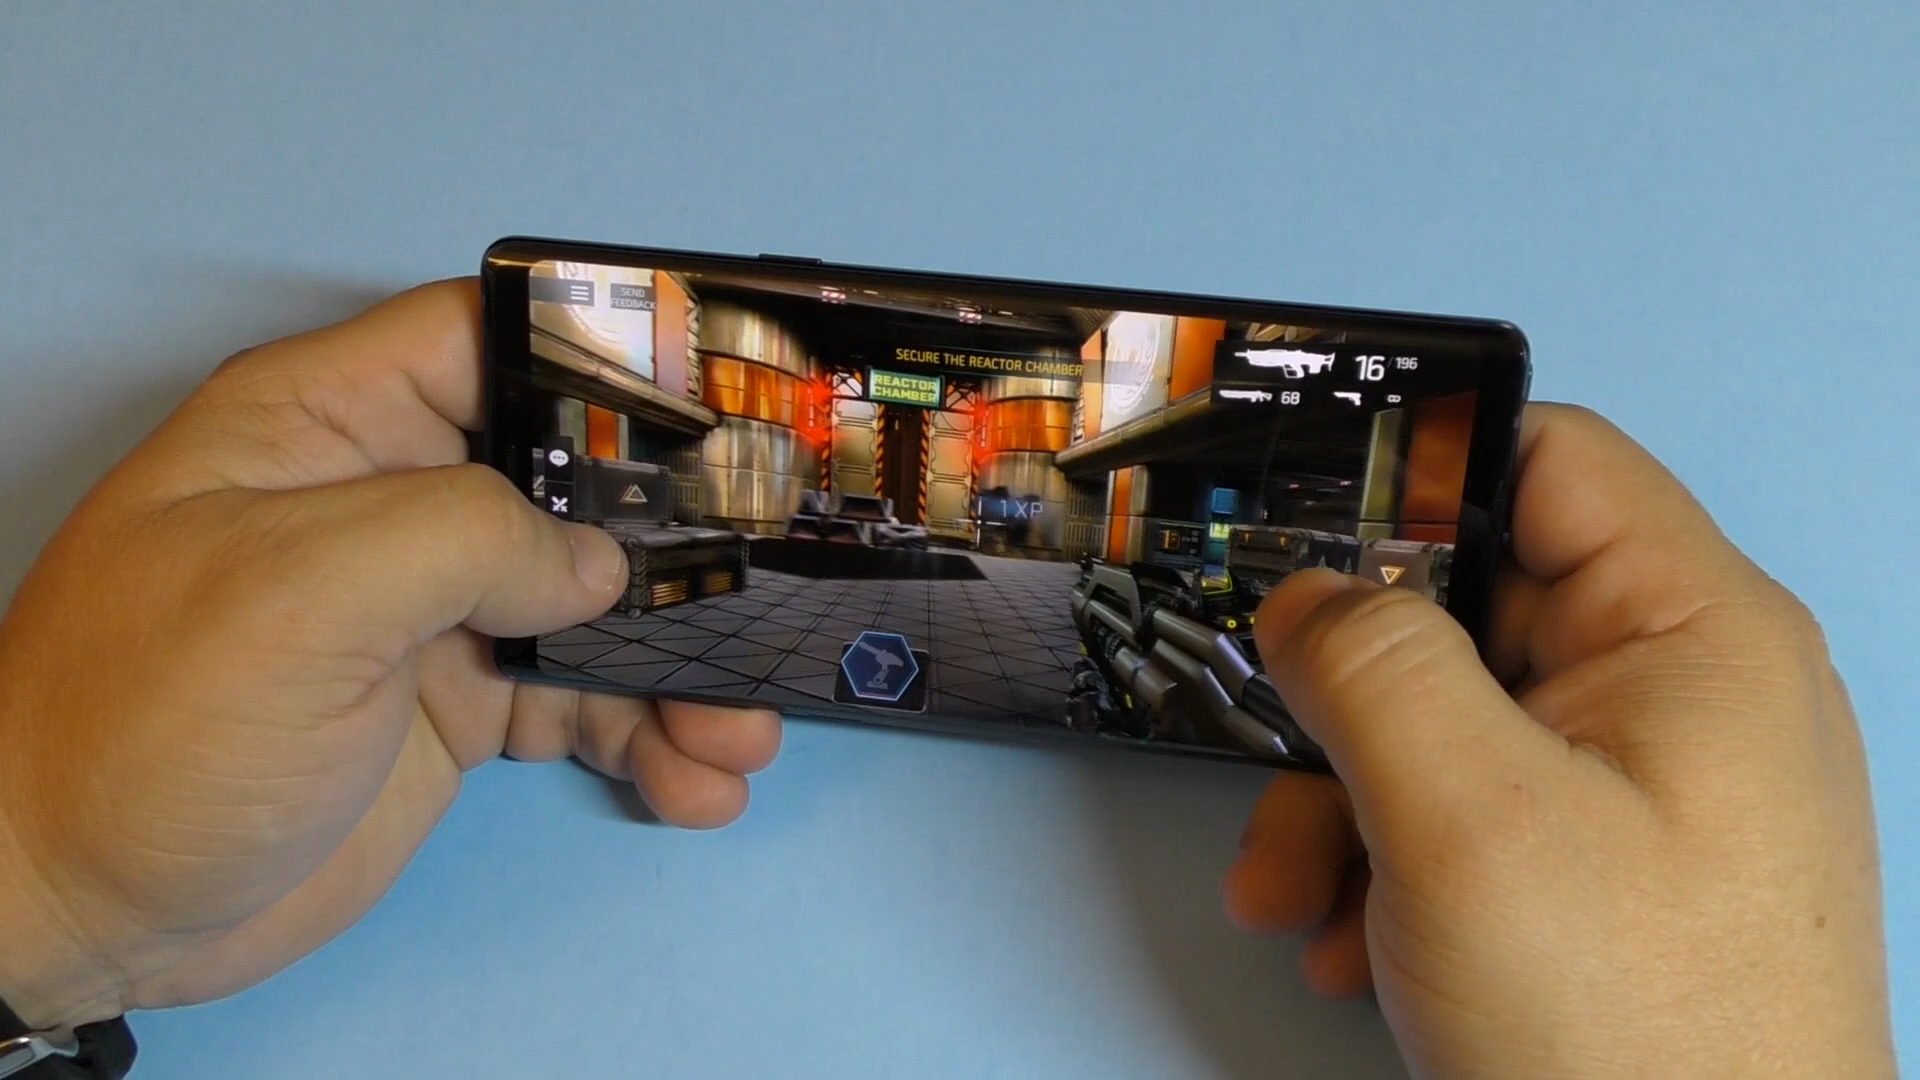 SEND
FEEDBACK
SECURE THE REACTOR CHAMBER
REACTOR
CHAMBER
16 / 196
68
∞
1 XP